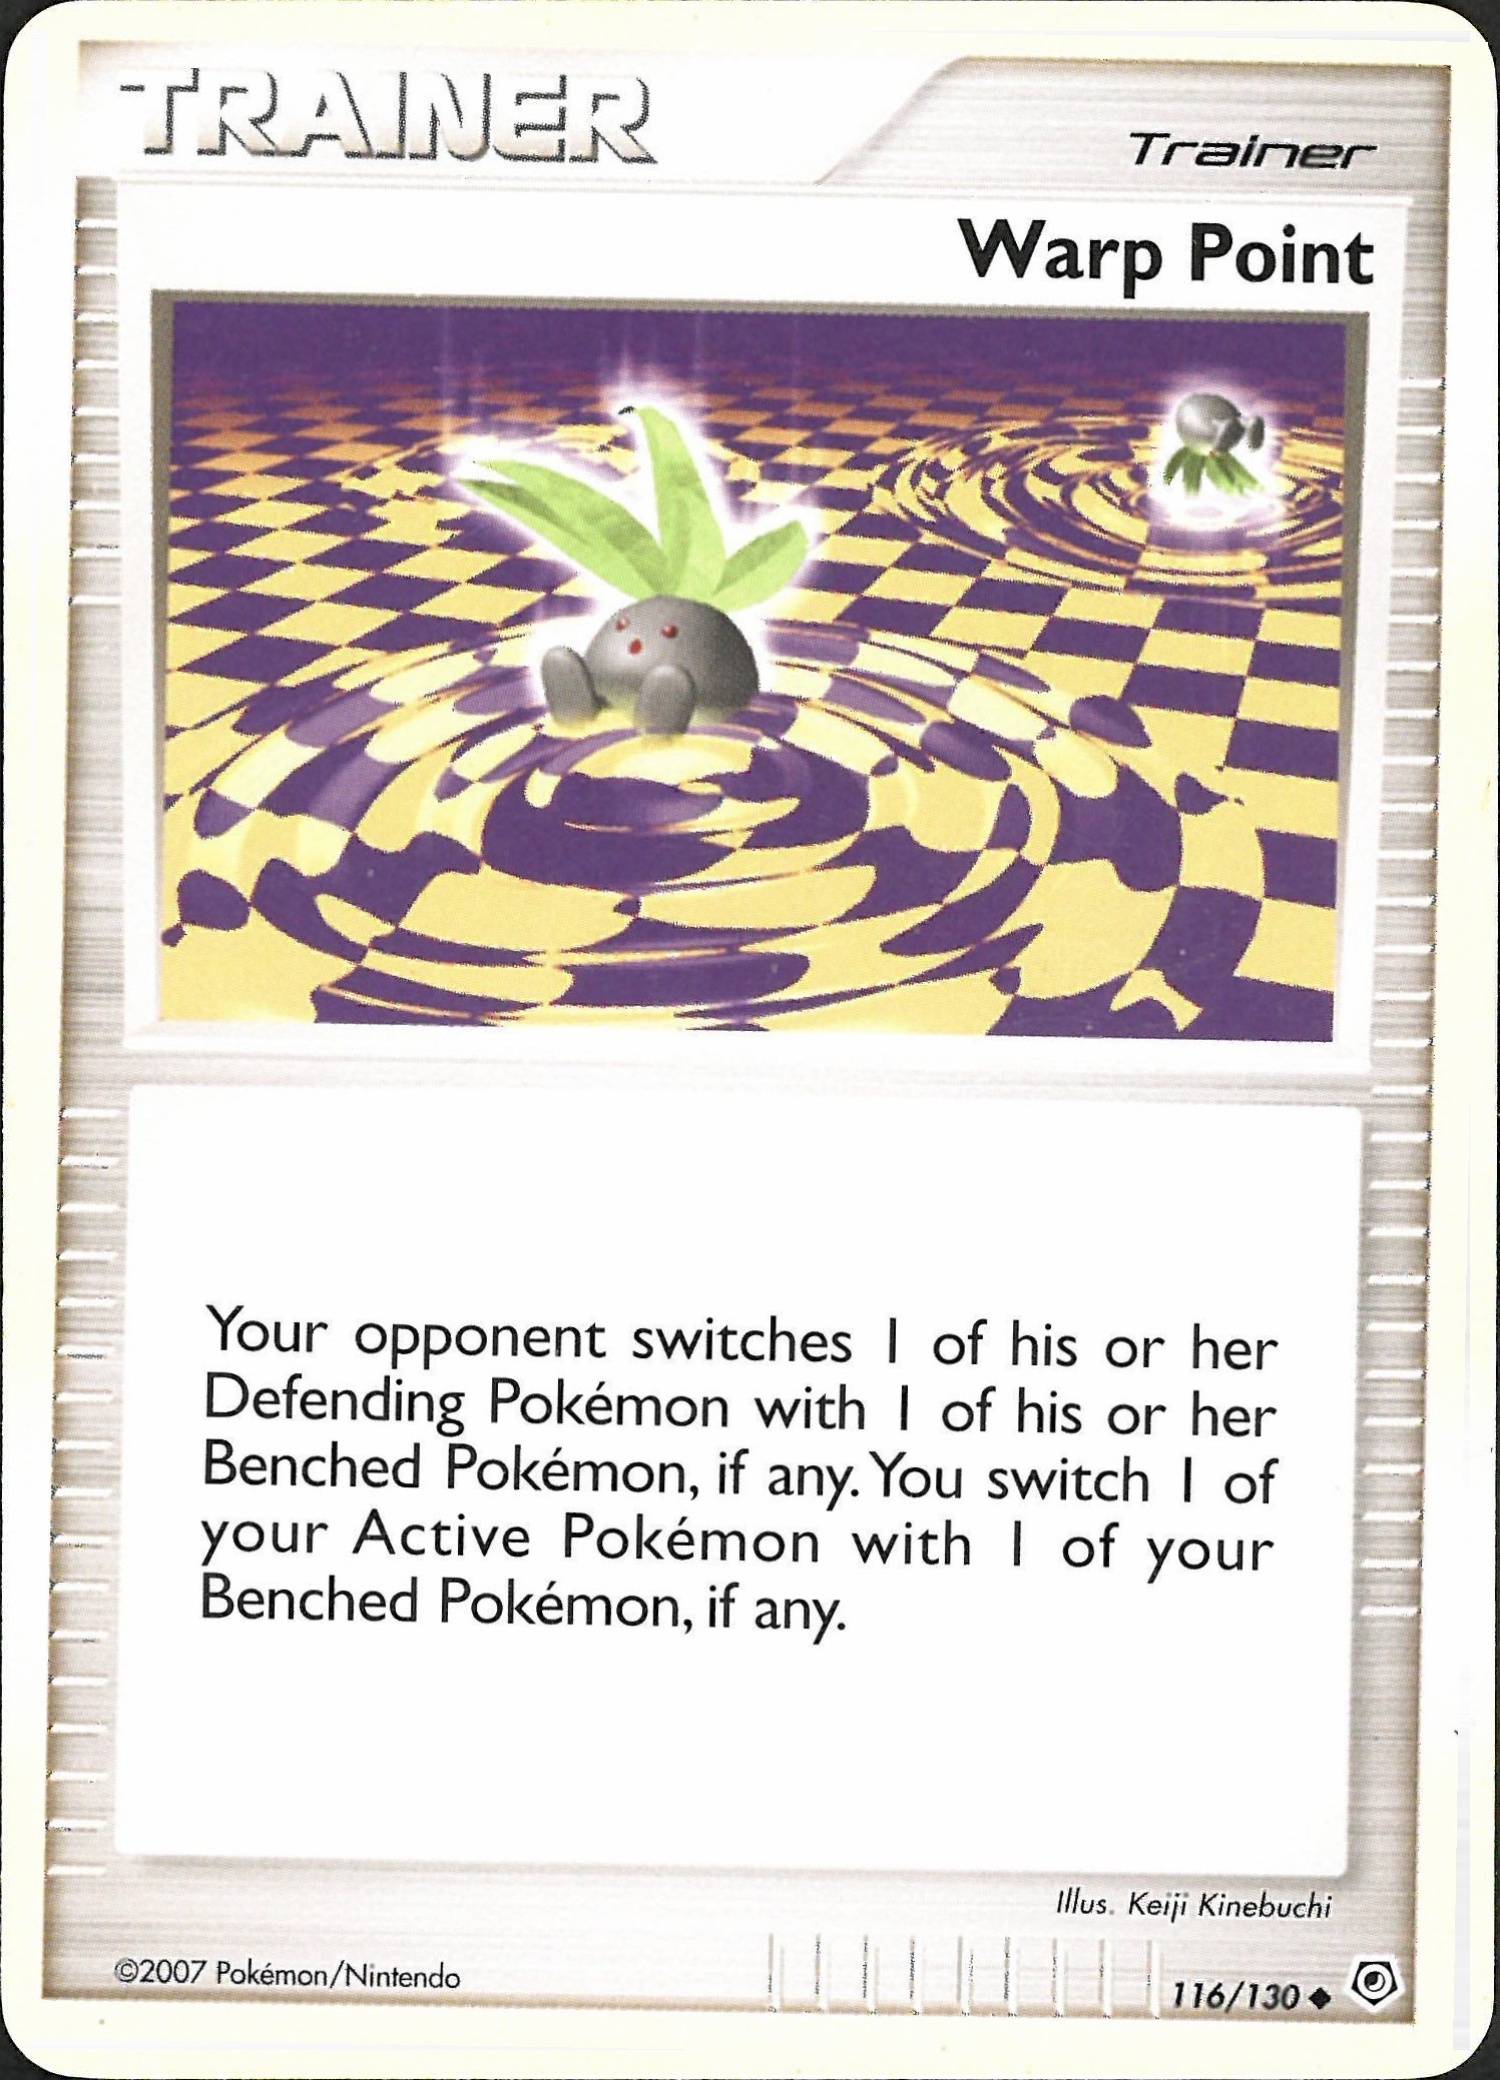 TRAINER
Trainer
Warp Point
Your opponent switches 1 of his or her
Defending Pokémon with 1 of his or her
Benched Pokémon, if any. You switch 1 of
your Active Pokémon with 1 of your
Benched Pokémon, if any.
Illus. Keiji Kinebuchi
©2007 Pokémon/Nintendo
116/130